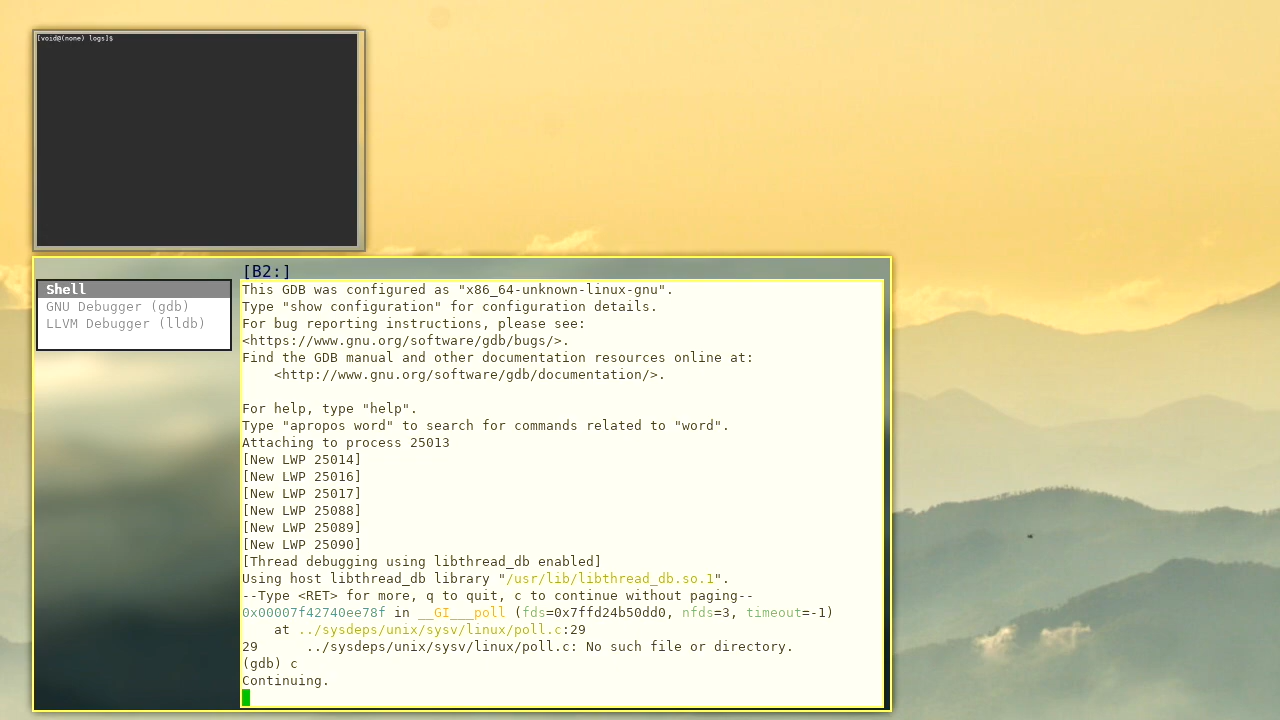 [void@(none) logs]$
[B2:]
Shell
GNU Debugger (gdb)
LLVM Debugger (lldb)
This GDB was configured as "x86_64-unknown-linux-gnu".
Type "show configuration" for configuration details.
For bug reporting instructions, please see:
<https://www.gnu.org/software/gdb/bugs/>.
Find the GDB manual and other documentation resources online at:
    <http://www.gnu.org/software/gdb/documentation/>.

For help, type "help".
Type "apropos word" to search for commands related to "word".
Attaching to process 25013
[New LWP 25014]
[New LWP 25016]
[New LWP 25017]
[New LWP 25088]
[New LWP 25089]
[New LWP 25090]
[Thread debugging using libthread_db enabled]
Using host libthread_db library "/usr/lib/libthread_db.so.1".
--Type <RET> for more, q to quit, c to continue without paging--
0x00007f42740ee78f in __GI___poll (fds=0x7ffd24b50dd0, nfds=3, timeout=-1)
    at ../sysdeps/unix/sysv/linux/poll.c:29
29      ../sysdeps/unix/sysv/linux/poll.c: No such file or directory.
(gdb) c
Continuing.